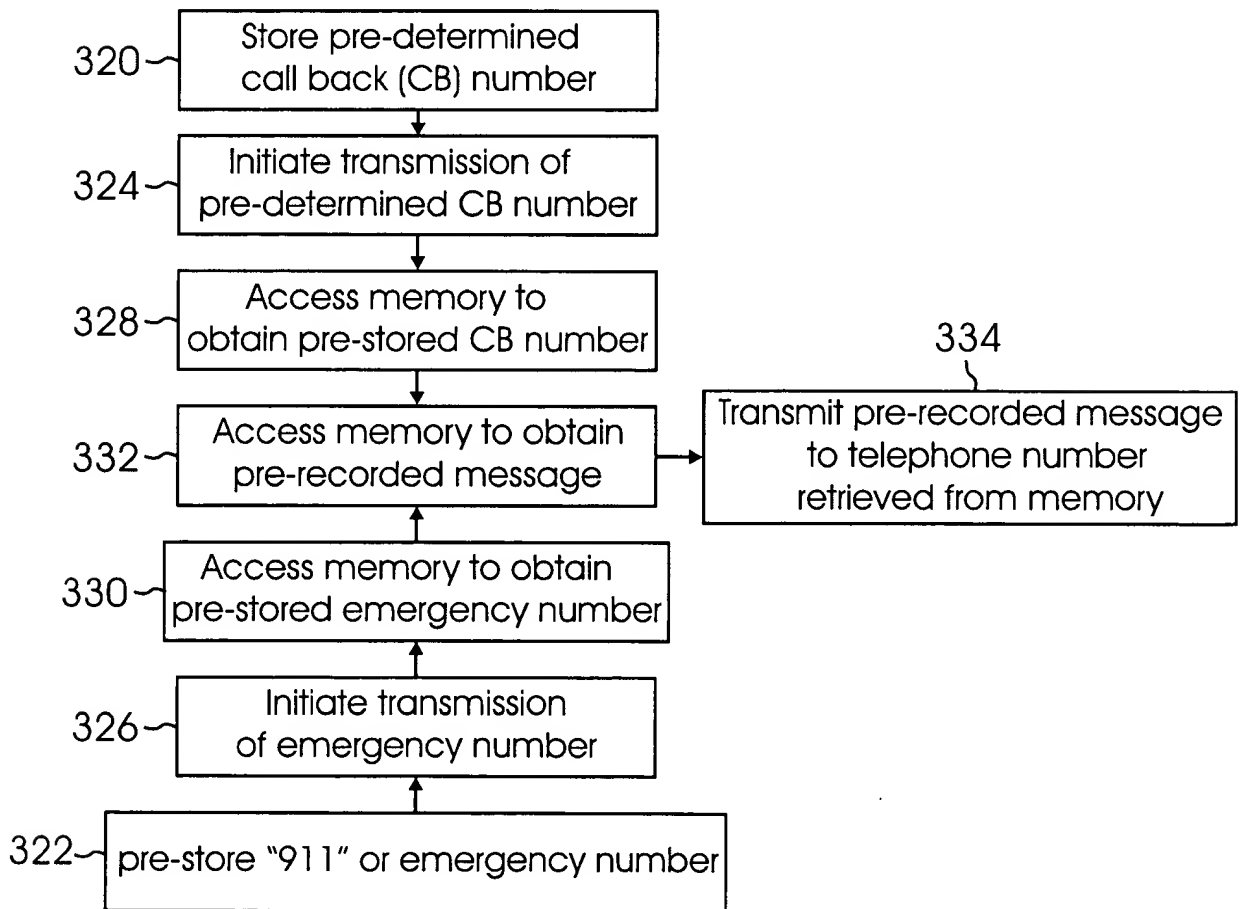 320
Store pre-determined
call back (CB) number
324
Initiate transmission of
pre-determined CB number
328
Access memory to
obtain pre-stored CB number
332
Access memory to obtain
pre-recorded message
334
Transmit pre-recorded message
to telephone number
retrieved from memory
330
Access memory to obtain
pre-stored emergency number
326
Initiate transmission
of emergency number
322
pre-store “911” or emergency number